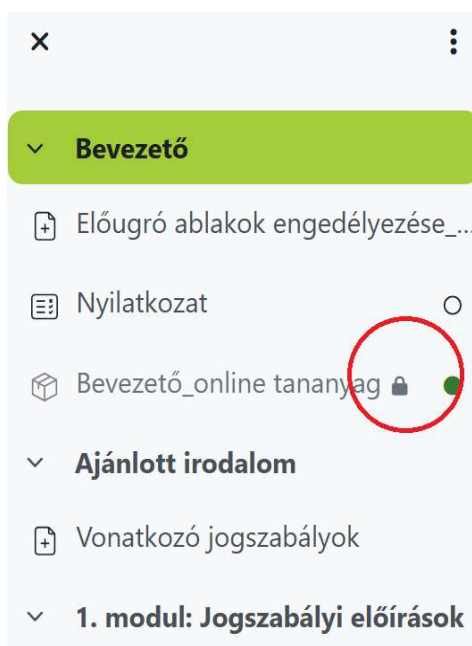 Bevezető
Előugró ablakok engedélyezése_...
Nyilatkozat
Bevezető_online tananyag
Ajánlott irodalom
Vonatkozó jogszabályok
1. modul: Jogszabályi előírások